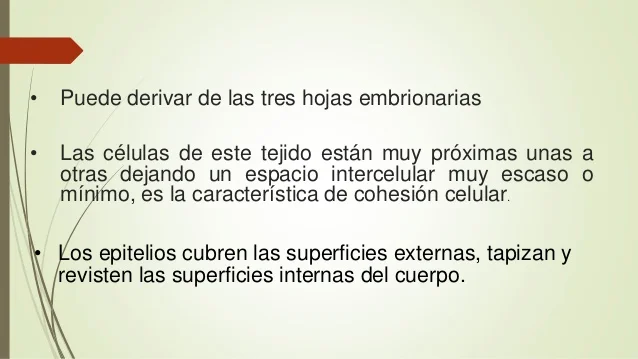 • Puede derivar de las tres hojas embrionarias
• Las células de este tejido están muy próximas unas a
otras dejando un espacio intercelular muy escaso o
mínimo, es la característica de cohesión celular.
• Los epitelios cubren las superficies externas, tapizan y
revisten las superficies internas del cuerpo.